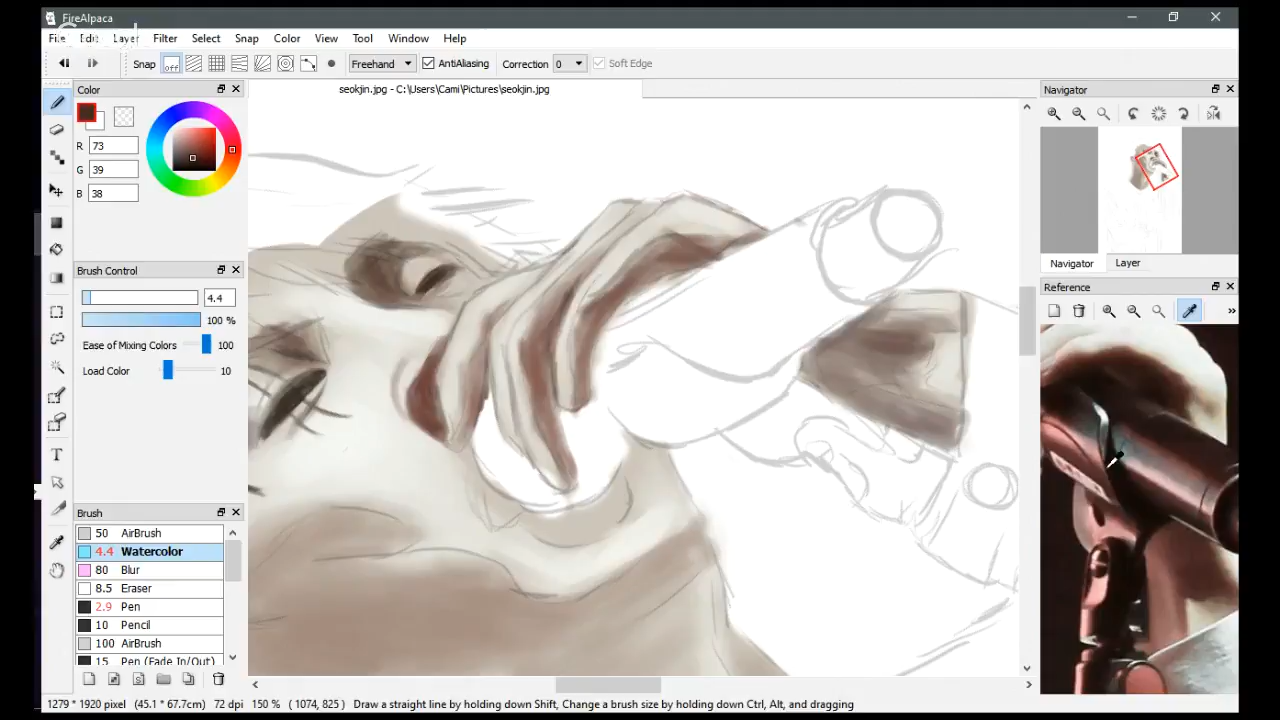 FireAlpaca
File Edit Layer Filter Select Snap Color View Tool Window Help
Snap off Freehand AntiAliasing Correction 0 Soft Edge
Color
R 73
G 39
B 38
Brush Control
4.4
100 %
Ease of Mixing Colors 100
Load Color 10
Brush
50 AirBrush
4.4 Watercolor
80 Blur
8.5 Eraser
2.9 Pen
10 Pencil
100 AirBrush
15 Pen (Fade In/Out)
seokjin.jpg - C:\Users\Cami\Pictures\seokjin.jpg
Navigator
Navigator Layer
Reference
»
1279 * 1920 pixel (45.1 * 67.7cm) 72 dpi 150 % ( 1074, 825 ) Draw a straight line by holding down Shift, Change a brush size by holding down Ctrl, Alt, and dragging